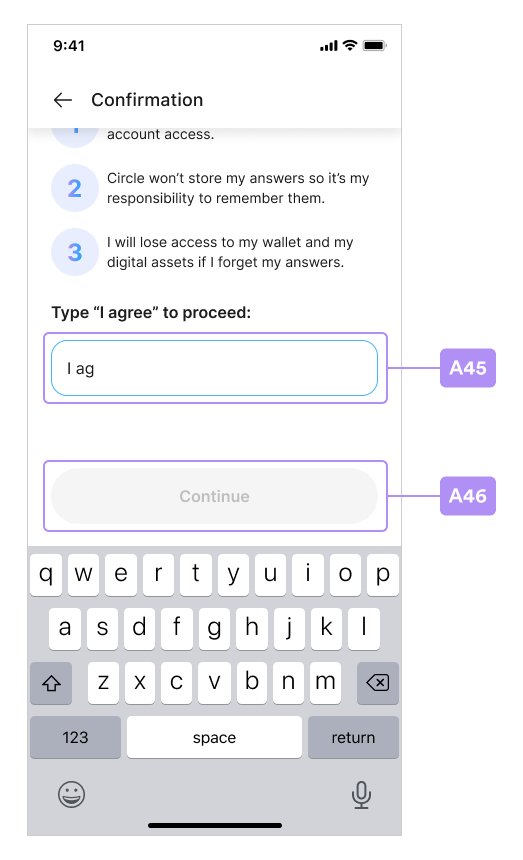 9:41
Confirmation
1
account access.
2
Circle won’t store my answers so it’s my
responsibility to remember them.
3
I will lose access to my wallet and my
digital assets if I forget my answers.
Type “I agree” to proceed:
I ag
A45
Continue
A46
q w e r t y u i o p
a s d f g h j k l
z x c v b n m
123 space return